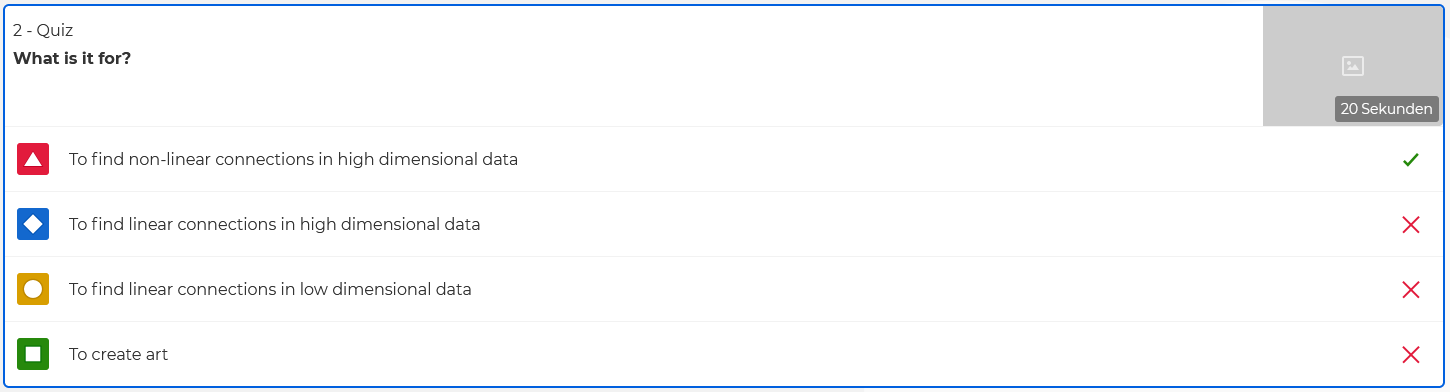 2 - Quiz
What is it for?
20 Sekunden
To find non-linear connections in high dimensional data
To find linear connections in high dimensional data
To find linear connections in low dimensional data
To create art